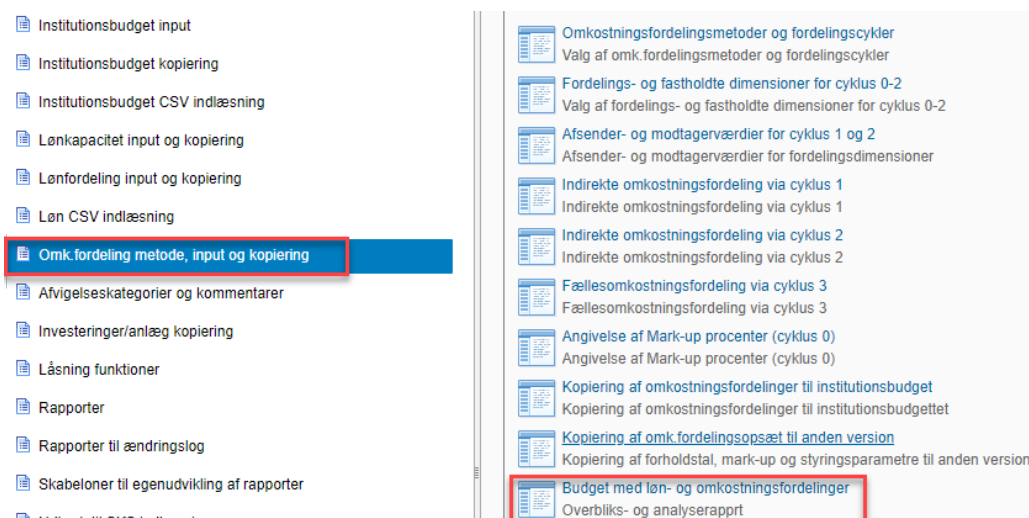 Institutionsbudget input
Institutionsbudget kopiering
Institutionsbudget CSV indlæsning
Lønkapacitet input og kopiering
Lønfordeling input og kopiering
Løn CSV indlæsning
Omk.fordeling metode, input og kopiering
Afvigelseskategorier og kommentarer
Investeringer/anlæg kopiering
Låsning funktioner
Rapporter
Rapporter til ændringslog
Skabeloner til egenudvikling af rapporter
Omkostningsfordelingsmetoder og fordelingscykler
Valg af omk.fordelingsmetoder og fordelingscykler
Fordelings- og fastholdte dimensioner for cyklus 0-2
Valg af fordelings- og fastholdte dimensioner for cyklus 0-2
Afsender- og modtagerværdier for cyklus 1 og 2
Afsender- og modtagerværdier for fordelingsdimensioner
Indirekte omkostningsfordeling via cyklus 1
Indirekte omkostningsfordeling via cyklus 1
Indirekte omkostningsfordeling via cyklus 2
Indirekte omkostningsfordeling via cyklus 2
Fællesomkostningsfordeling via cyklus 3
Fællesomkostningsfordeling via cyklus 3
Angivelse af Mark-up procenter (cyklus 0)
Angivelse af Mark-up procenter (cyklus 0)
Kopiering af omkostningsfordelinger til institutionsbudget
Kopiering af omkostningsfordelinger til institutionsbudgettet
Kopiering af omk.fordelingsopsæt til anden version
Kopiering af forholdstal, mark-up og styringsparametre til anden version
Budget med løn- og omkostningsfordelinger
Overbliks- og analyserapprt